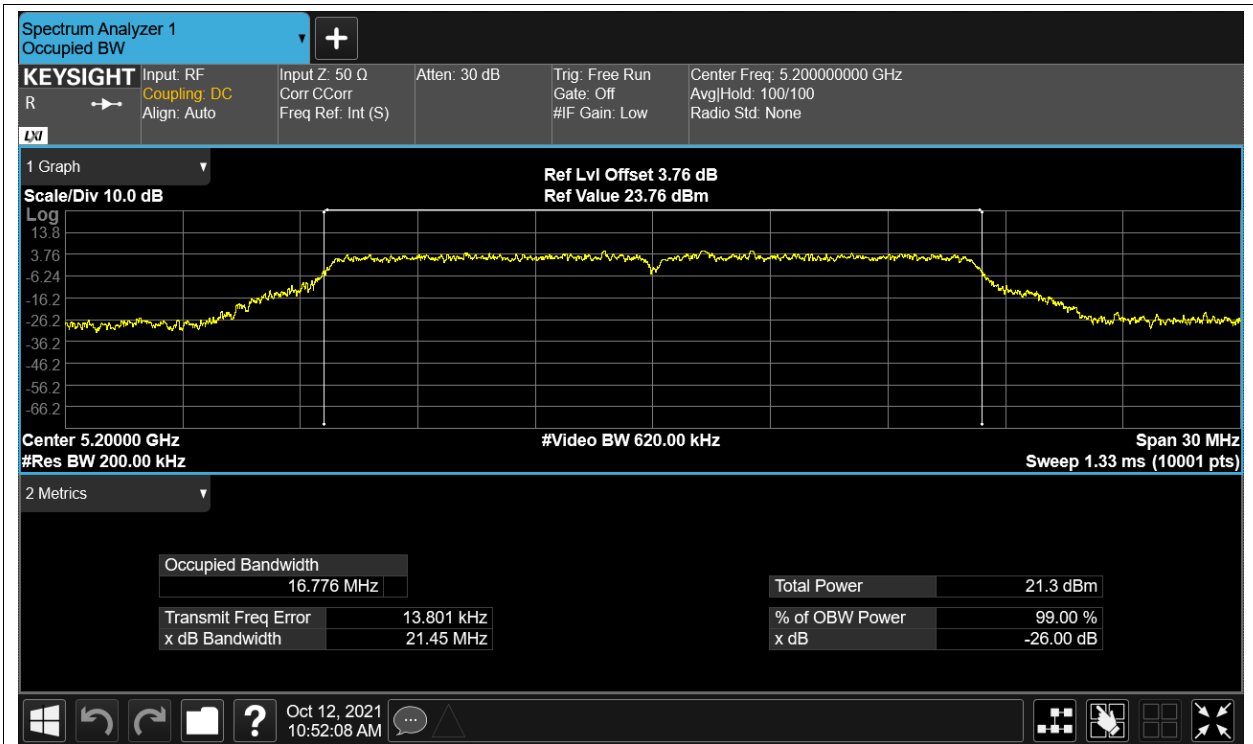 Spectrum Analyzer 1
Occupied BW
KEYSIGHT
R
LXI
Input: RF
Coupling: DC
Align: Auto
Input Z: 50 Ω
Corr CCorr
Freq Ref: Int (S)
Atten: 30 dB
Trig: Free Run
Gate: Off
#IF Gain: Low
Center Freq: 5.200000000 GHz
Avg|Hold: 100/100
Radio Std: None
1 Graph
Scale/Div 10.0 dB
Ref Lvl Offset 3.76 dB
Ref Value 23.76 dBm
Log
13.8
3.76
-6.24
-16.2
-26.2
-36.2
-46.2
-56.2
-66.2
Center 5.20000 GHz
#Video BW 620.00 kHz
Span 30 MHz
#Res BW 200.00 kHz
Sweep 1.33 ms (10001 pts)
2 Metrics
Occupied Bandwidth
16.776 MHz
Transmit Freq Error 13.801 kHz
x dB Bandwidth 21.45 MHz
Total Power 21.3 dBm
% of OBW Power 99.00 %
x dB -26.00 dB
Oct 12, 2021
10:52:08 AM